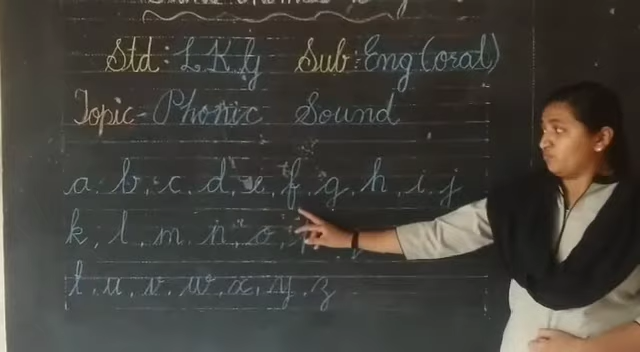 Std : L K G Sub : Eng (oral)
Topic - Phonic Sound
a. b. c. d. e. f. g. h. i. j
k, l, m, n, o, p
t. u. v. w. x. y. z